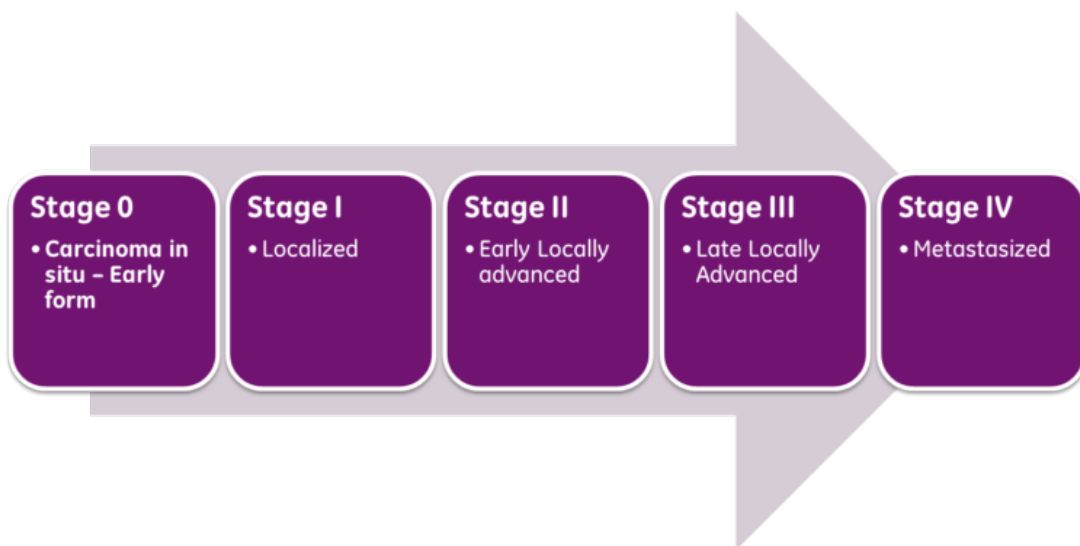 Stage 0
• Carcinoma in
situ – Early
form
Stage I
• Localized
Stage II
• Early Locally
advanced
Stage III
• Late Locally
Advanced
Stage IV
• Metastasized